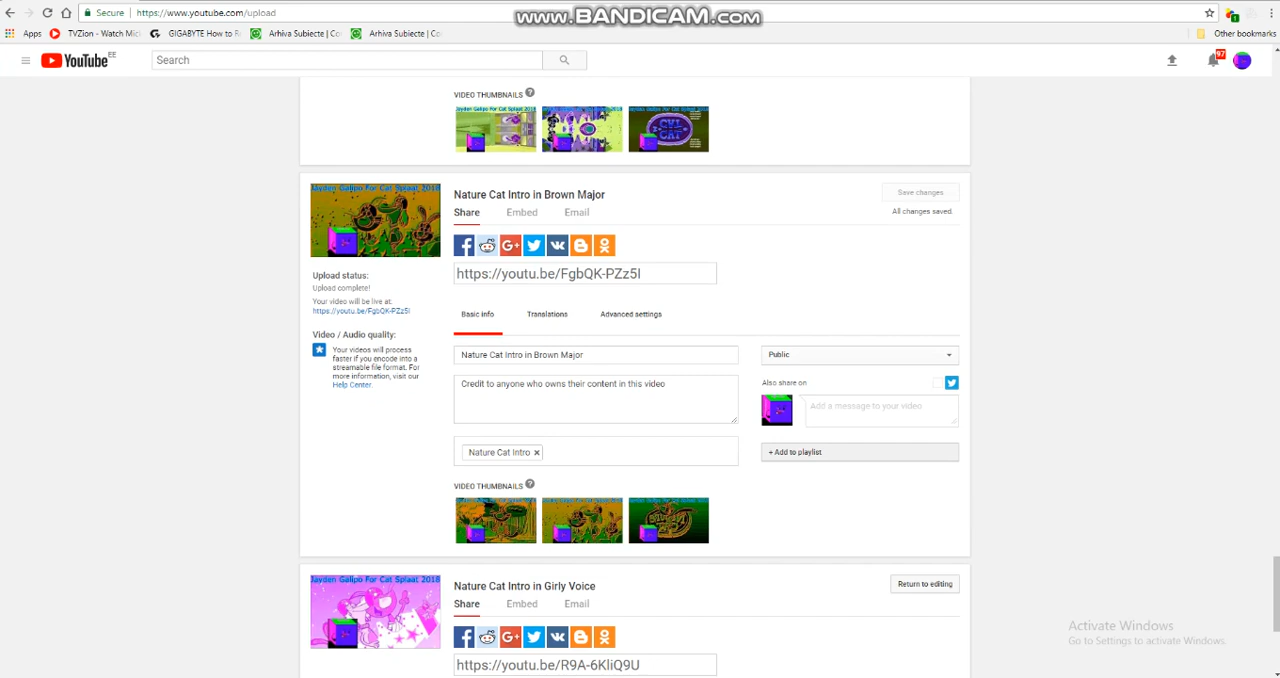 www.BANDICAM.com
Secure https://www.youtube.com/upload
Apps TVZion - Watch Mic GIGABYTE How to R Arhiva Subiecte | Co Arhiva Subiecte | Co Other bookmarks
YouTube EE Search 97
VIDEO THUMBNAILS ?
Jayden Galipo For Cat Splaat 2018
Nature Cat Intro in Brown Major
Save changes
Share Embed Email
All changes saved.
https://youtu.be/FgbQK-PZz5I
Upload status:
Upload complete!
Your video will be live at:
https://youtu.be/FgbQK-PZz5I
Video / Audio quality:
Your videos will process
faster if you encode into a
streamable file format. For
more information, visit our
Help Center.
Basic info Translations Advanced settings
Nature Cat Intro in Brown Major
Public
Credit to anyone who owns their content in this video
Also share on
Add a message to your video
Nature Cat Intro ×
+ Add to playlist
VIDEO THUMBNAILS ?
Jayden Galipo For Cat Splaat 2018
Nature Cat Intro in Girly Voice
Return to editing
Share Embed Email
https://youtu.be/R9A-6KliQ9U
Activate Windows
Go to Settings to activate Windows.